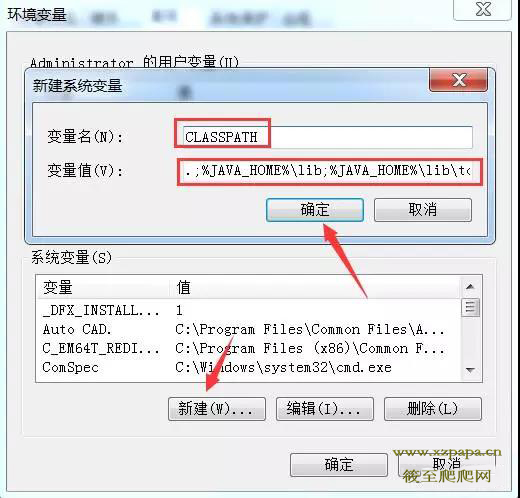 环境变量
Administrator 的用户变量(U)
新建系统变量
变量名(N):
CLASSPATH
变量值(V):
.;%JAVA_HOME%\lib;%JAVA_HOME%\lib\to
确定
取消
系统变量(S)
变量 值
_DFX_INSTALL... 1
Auto CAD. C:\Program Files\Common Files\A...
C_EM64T_REDI... C:\Program Files (x86)\Common F...
ComSpec C:\Windows\system32\cmd.exe
新建(W)... 编辑(I)... 删除(L)
www.xzpapa.cn
确定 取消
筱至爬爬网